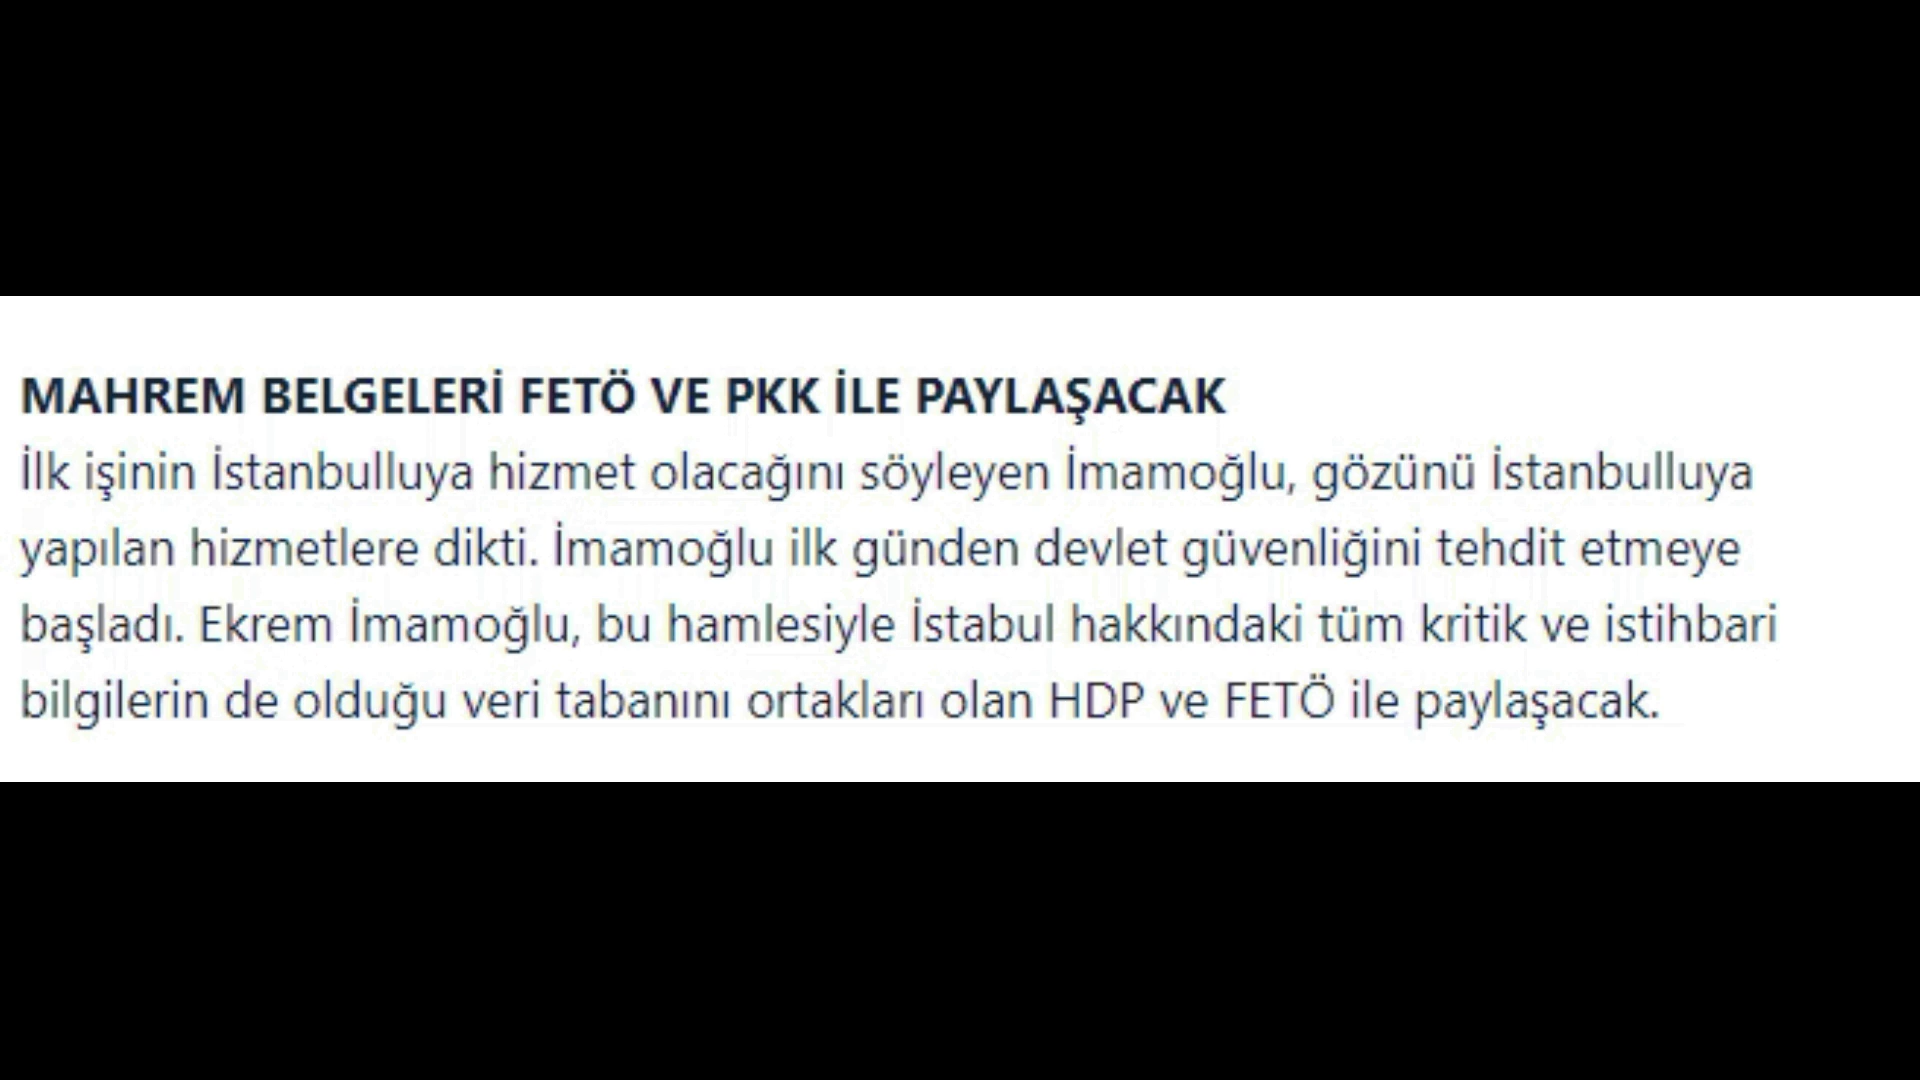 MAHREM BELGELERİ FETÖ VE PKK İLE PAYLAŞACAK
İlk işinin İstanbulluya hizmet olacağını söyleyen İmamoğlu, gözünü İstanbulluya
yapılan hizmetlere dikti. İmamoğlu ilk günden devlet güvenliğini tehdit etmeye
başladı. Ekrem İmamoğlu, bu hamlesiyle İstabul hakkındaki tüm kritik ve istihbari
bilgilerin de olduğu veri tabanını ortakları olan HDP ve FETÖ ile paylaşacak.